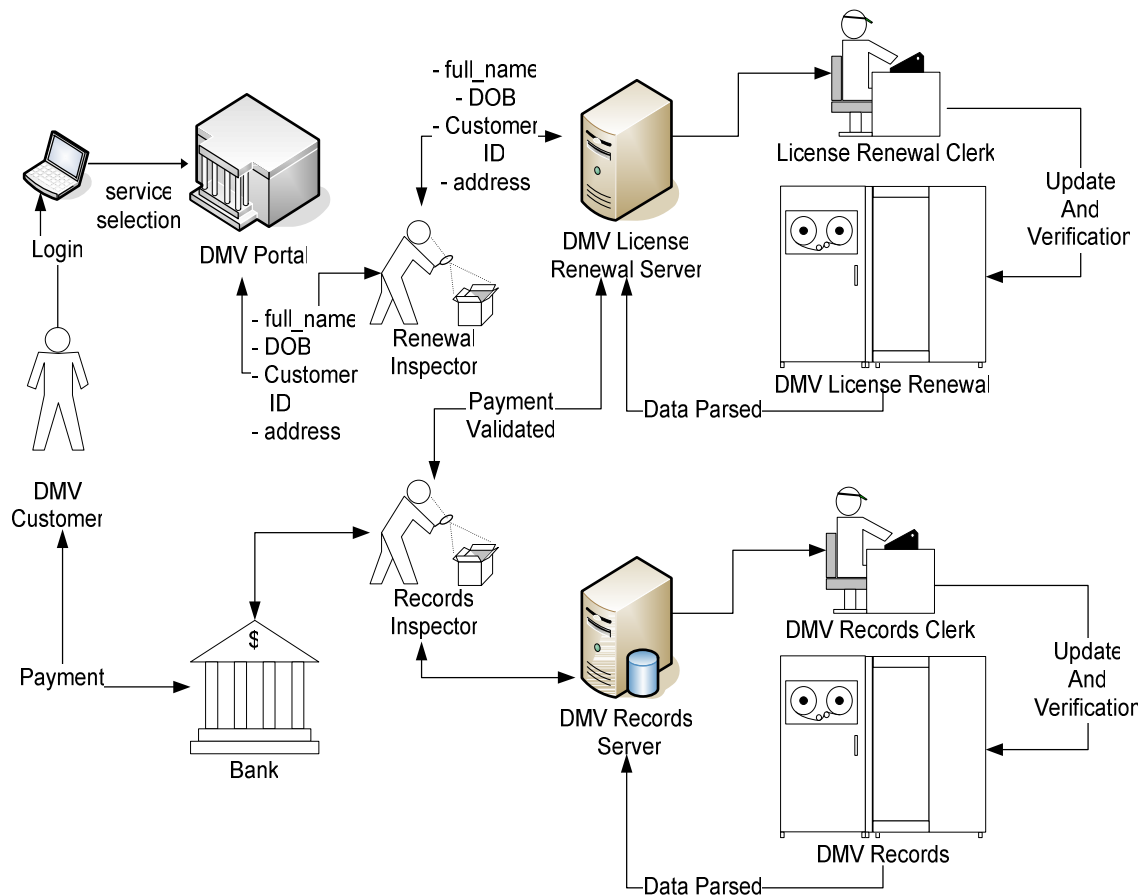 - full_name
- DOB
- Customer
ID
- address
License Renewal Clerk
service
selection
Login
DMV Portal
DMV License
Renewal Server
Update
And
Verification
- full_name
- DOB
- Customer
ID
- address
Renewal
Inspector
DMV License Renewal
Payment
Validated
Data Parsed
DMV
Customer
Records
Inspector
DMV Records Clerk
$
Payment
Bank
DMV Records
Server
Update
And
Verification
DMV Records
Data Parsed